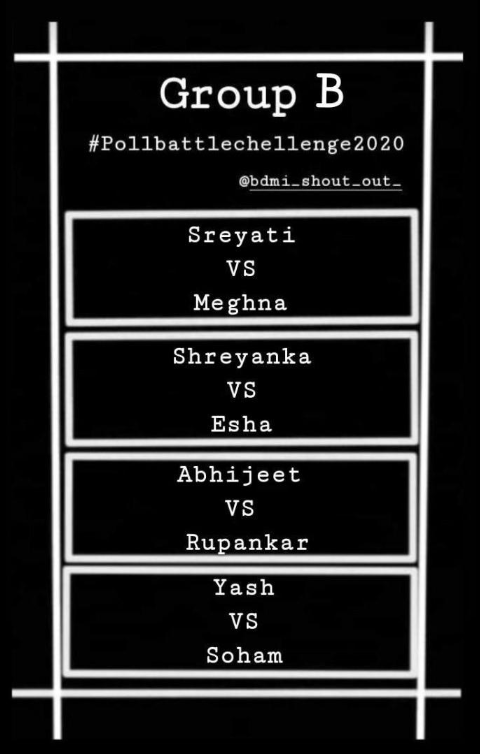 Group B
#Pollbattlechellenge2020
@bdmi_shout_out_
Sreyati
VS
Meghna
Shreyanka
VS
Esha
Abhijeet
VS
Rupankar
Yash
VS
Soham